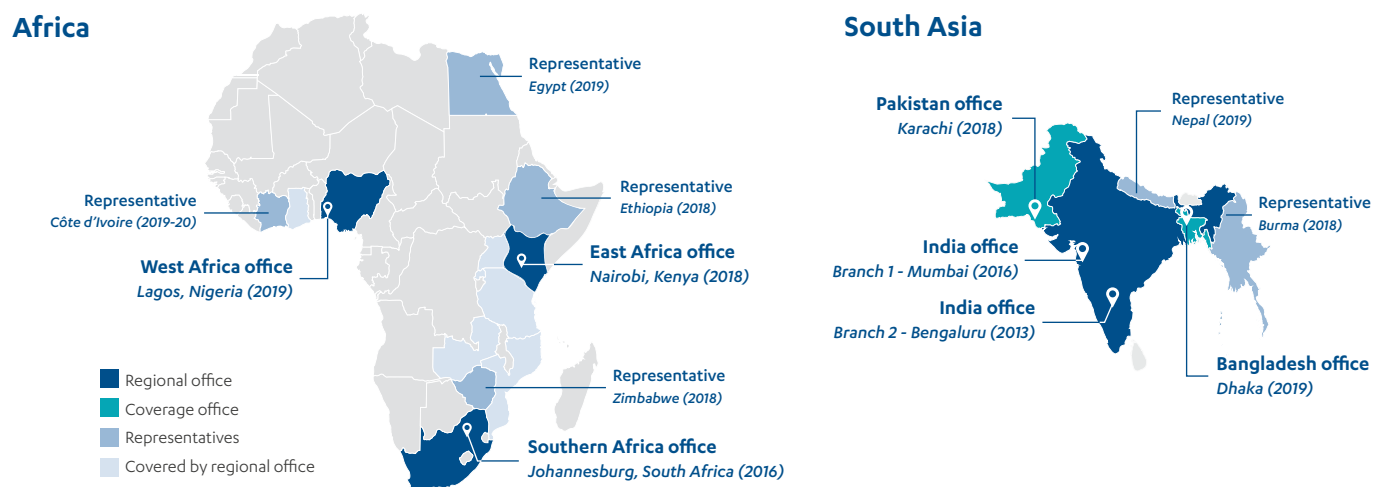 Africa
Representative
Egypt (2019)
Representative
Côte d'Ivoire (2019-20)
Representative
Ethiopia (2018)
West Africa office
Lagos, Nigeria (2019)
East Africa office
Nairobi, Kenya (2018)
Representative
Zimbabwe (2018)
Southern Africa office
Johannesburg, South Africa (2016)
Regional office
Coverage office
Representatives
Covered by regional office
South Asia
Pakistan office
Karachi (2018)
Representative
Nepal (2019)
Representative
Burma (2018)
India office
Branch 1 - Mumbai (2016)
India office
Branch 2 - Bengaluru (2013)
Bangladesh office
Dhaka (2019)